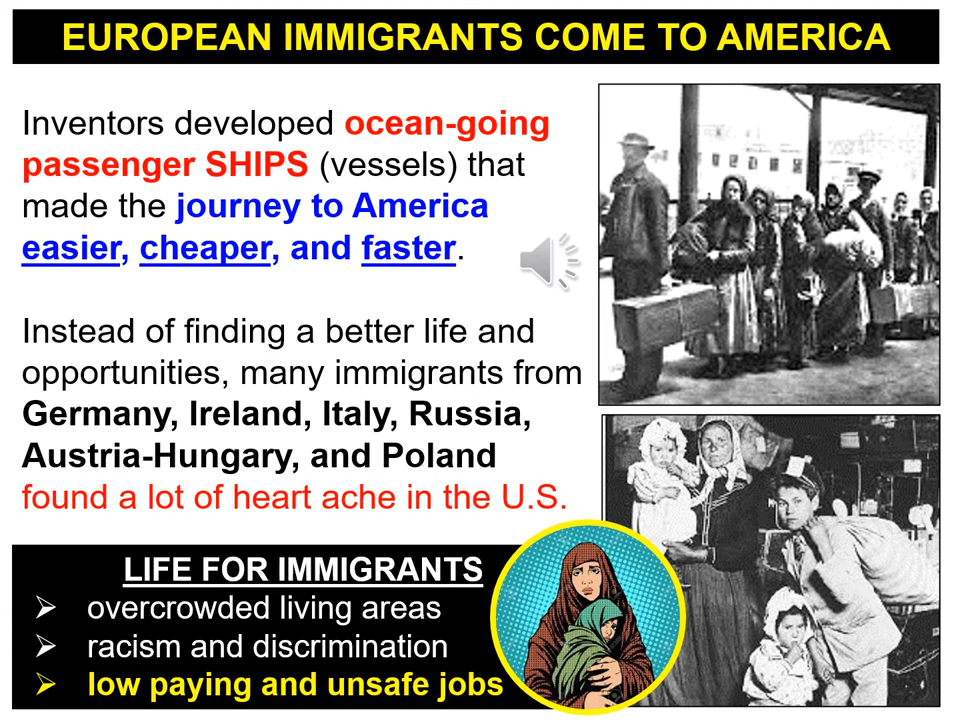 EUROPEAN IMMIGRANTS COME TO AMERICA
Inventors developed ocean-going
passenger SHIPS (vessels) that
made the journey to America
easier, cheaper, and faster.
Instead of finding a better life and
opportunities, many immigrants from
Germany, Ireland, Italy, Russia,
Austria-Hungary, and Poland
found a lot of heart ache in the U.S.
LIFE FOR IMMIGRANTS
➢ overcrowded living areas
➢ racism and discrimination
➢ low paying and unsafe jobs